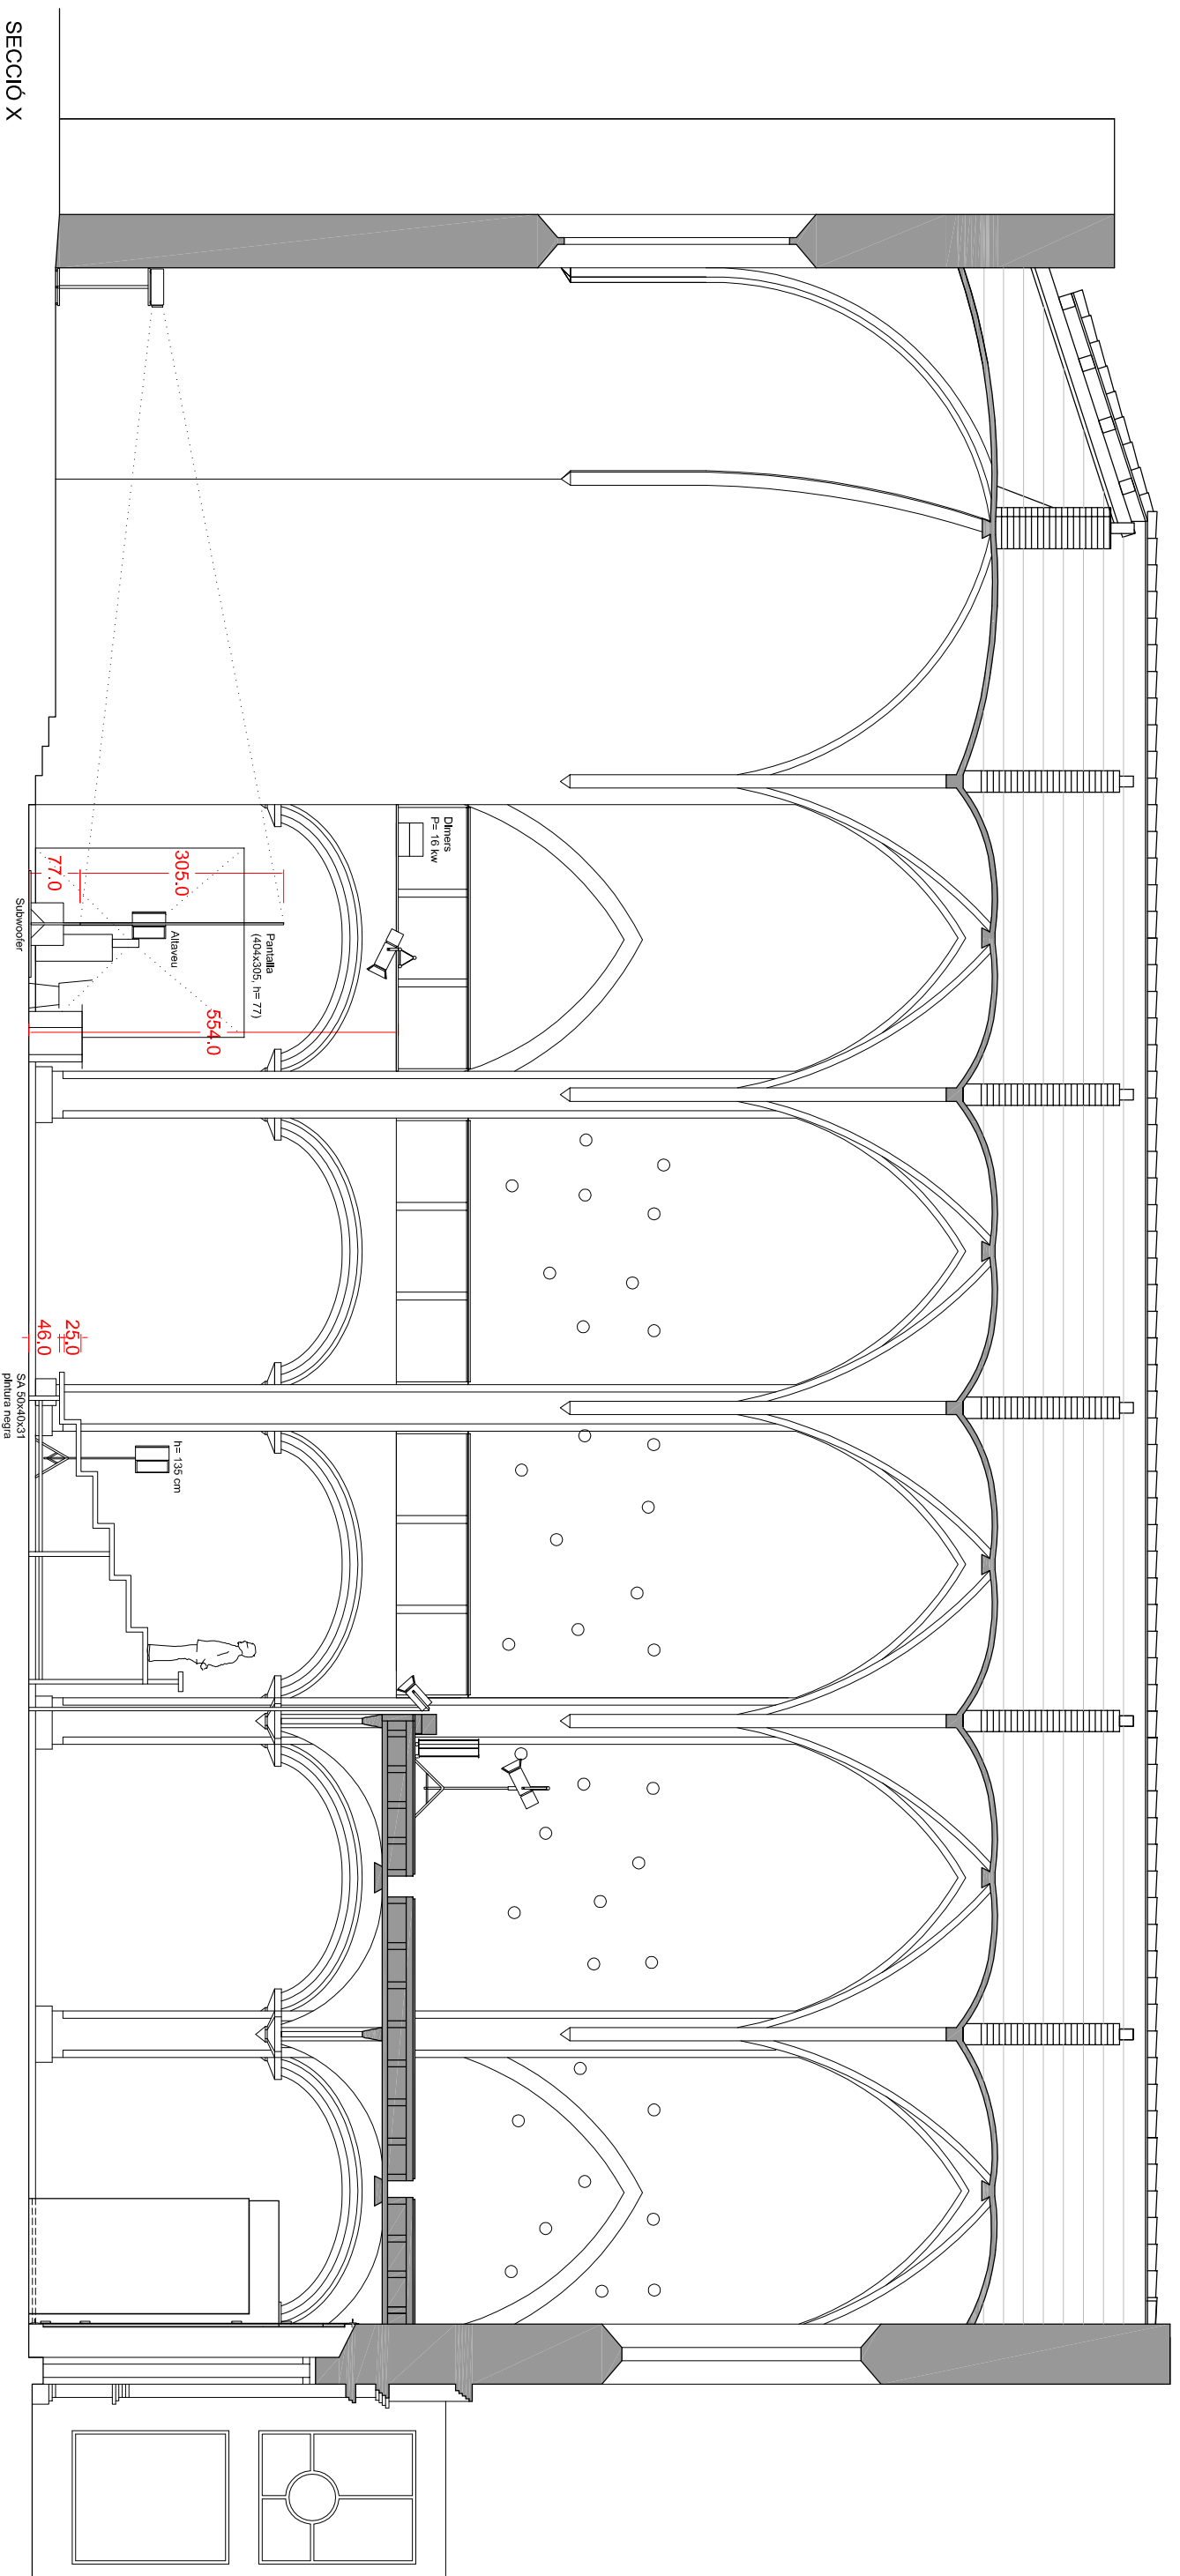 SECCIÓ X
Dimers
P= 16 kw
305.0
77.0
Pantalla
(404x305, h= 77)
Altaveu
Subwoofer
554.0
25.0
46.0
SA 50x40x31
pintura negra
h= 135 cm